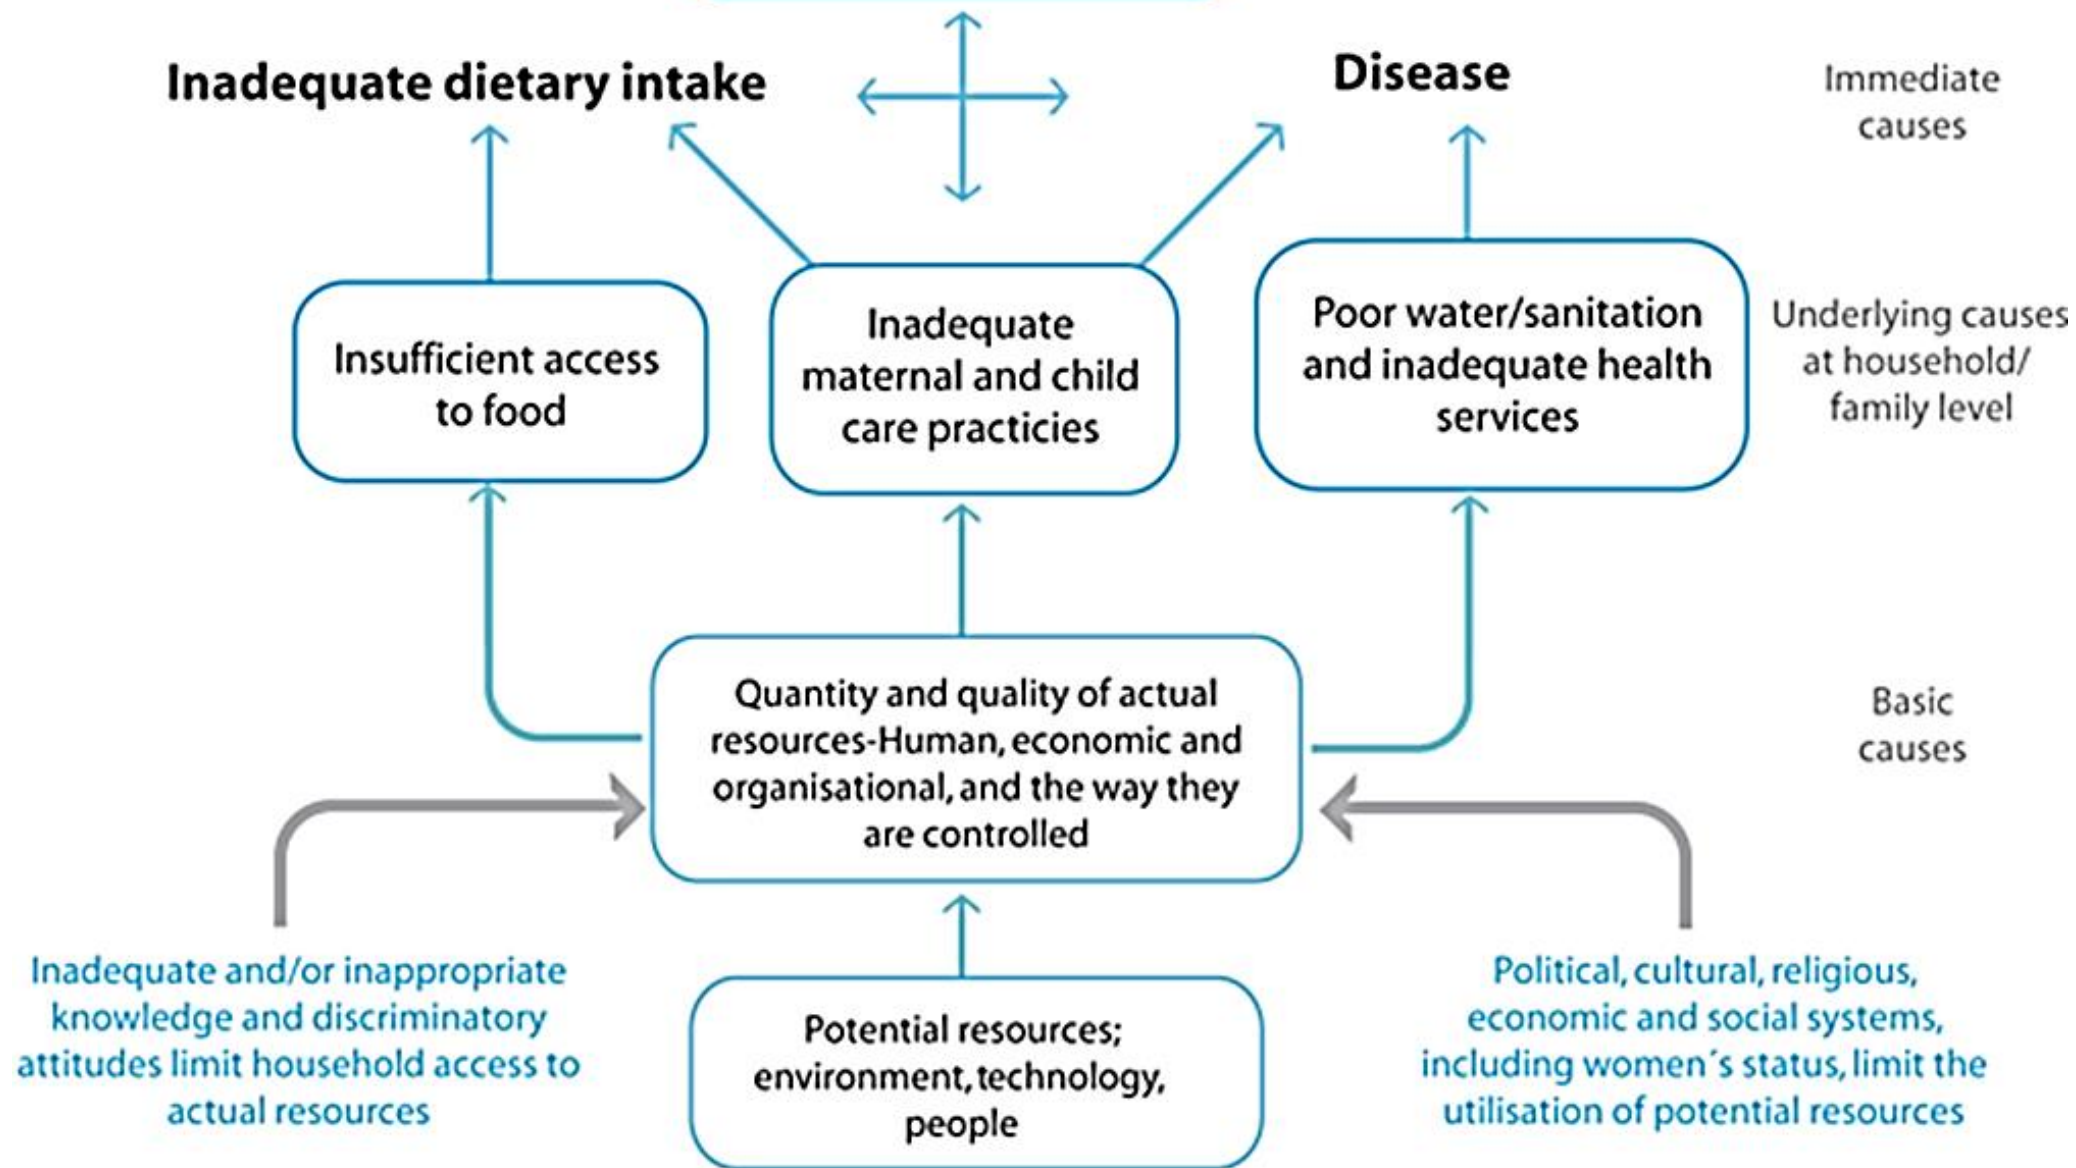 Inadequate dietary intake
Disease
Immediate
causes
Insufficient access
to food
Inadequate
maternal and child
care practicies
Poor water/sanitation
and inadequate health
services
Underlying causes
at household/
family level
Quantity and quality of actual
resources-Human, economic and
organisational, and the way they
are controlled
Basic
causes
Inadequate and/or inappropriate
knowledge and discriminatory
attitudes limit household access to
actual resources
Potential resources;
environment, technology,
people
Political, cultural, religious,
economic and social systems,
including women´s status, limit the
utilisation of potential resources